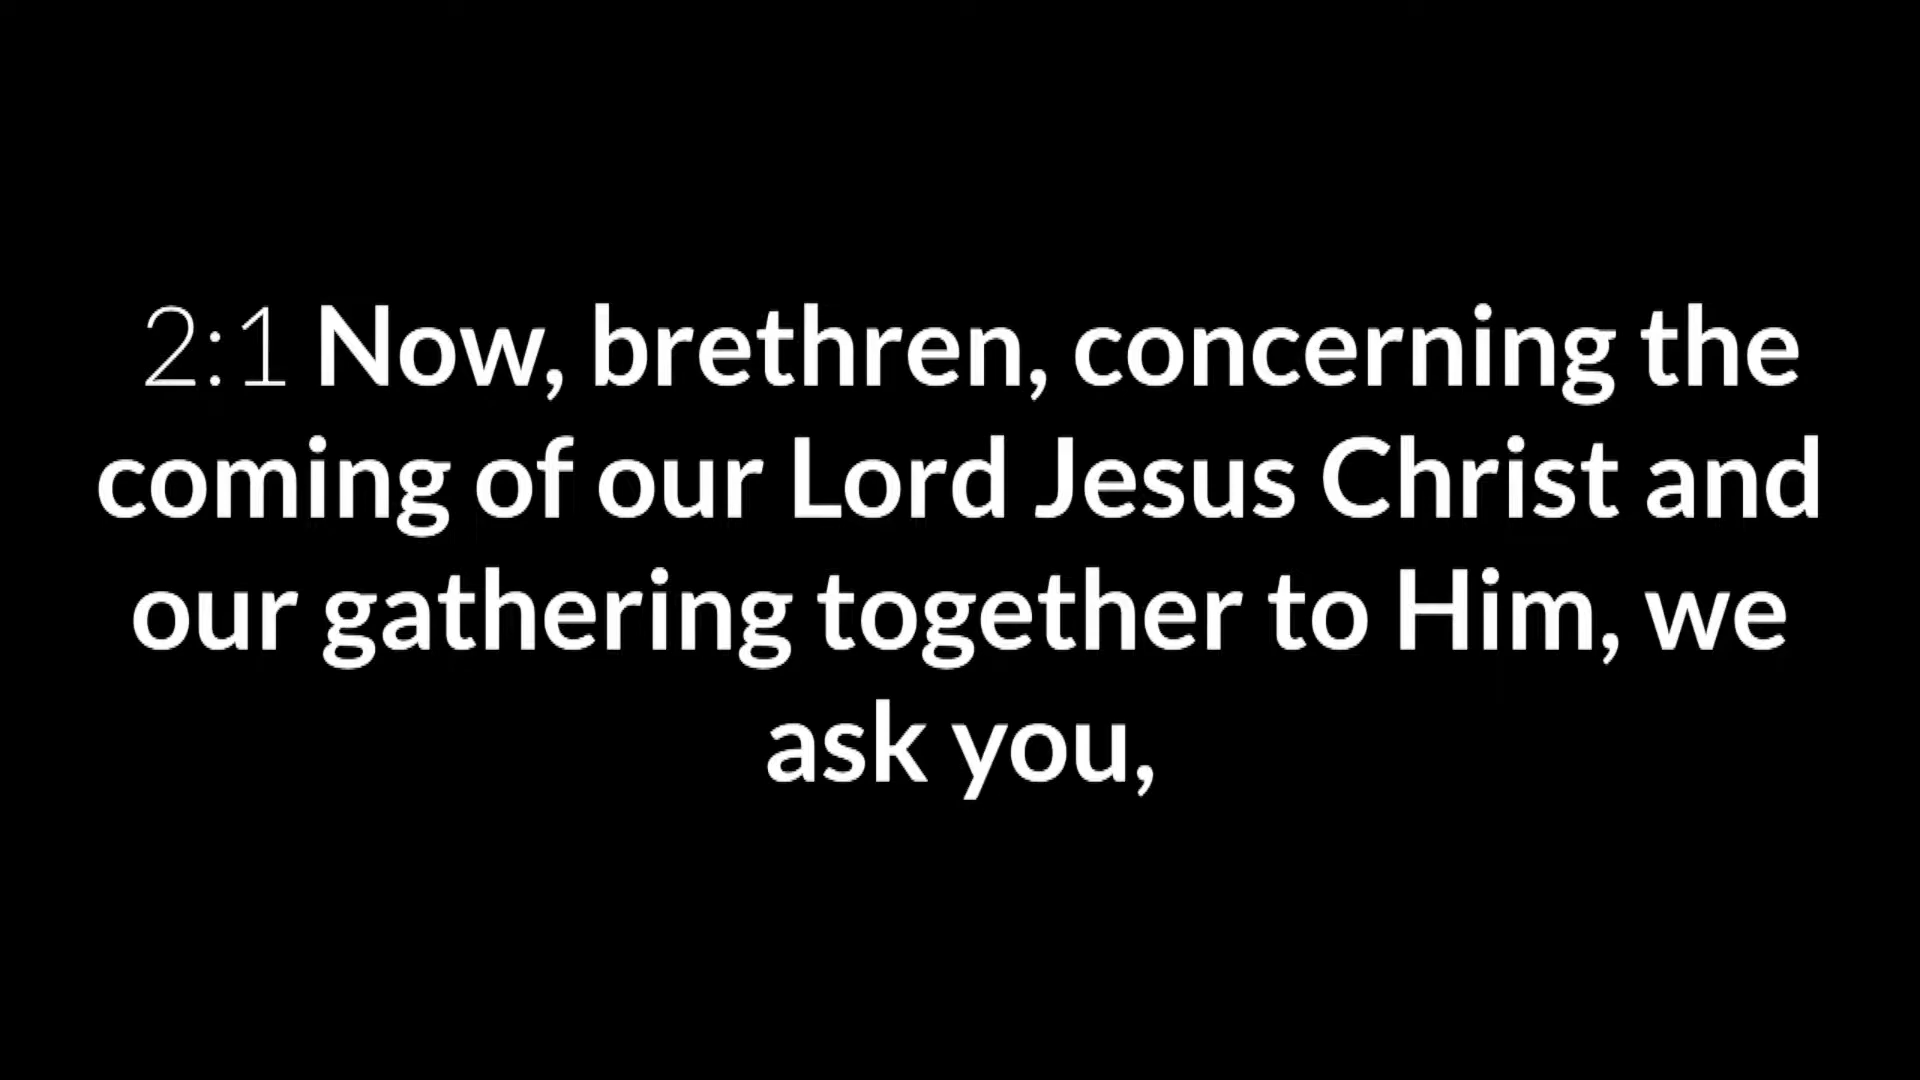 2:1 Now, brethren, concerning the
coming of our Lord Jesus Christ and
our gathering together to Him, we
ask you,